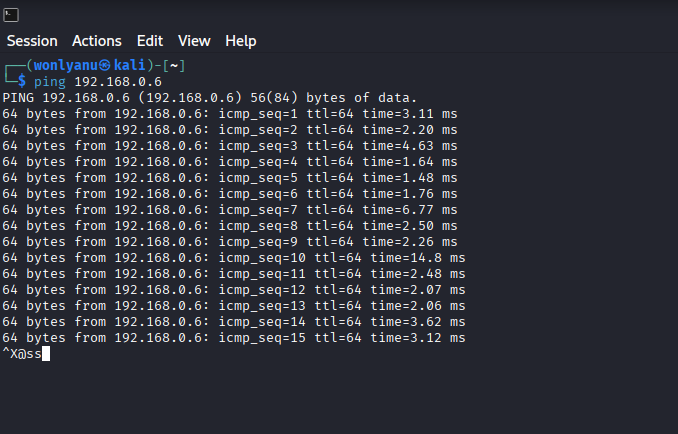 Session Actions Edit View Help
┌──(wonlyanu㉿kali)-[~]
└─$ ping 192.168.0.6
PING 192.168.0.6 (192.168.0.6) 56(84) bytes of data.
64 bytes from 192.168.0.6: icmp_seq=1 ttl=64 time=3.11 ms
64 bytes from 192.168.0.6: icmp_seq=2 ttl=64 time=2.20 ms
64 bytes from 192.168.0.6: icmp_seq=3 ttl=64 time=4.63 ms
64 bytes from 192.168.0.6: icmp_seq=4 ttl=64 time=1.64 ms
64 bytes from 192.168.0.6: icmp_seq=5 ttl=64 time=1.48 ms
64 bytes from 192.168.0.6: icmp_seq=6 ttl=64 time=1.76 ms
64 bytes from 192.168.0.6: icmp_seq=7 ttl=64 time=6.77 ms
64 bytes from 192.168.0.6: icmp_seq=8 ttl=64 time=2.50 ms
64 bytes from 192.168.0.6: icmp_seq=9 ttl=64 time=2.26 ms
64 bytes from 192.168.0.6: icmp_seq=10 ttl=64 time=14.8 ms
64 bytes from 192.168.0.6: icmp_seq=11 ttl=64 time=2.48 ms
64 bytes from 192.168.0.6: icmp_seq=12 ttl=64 time=2.07 ms
64 bytes from 192.168.0.6: icmp_seq=13 ttl=64 time=2.06 ms
64 bytes from 192.168.0.6: icmp_seq=14 ttl=64 time=3.62 ms
64 bytes from 192.168.0.6: icmp_seq=15 ttl=64 time=3.12 ms
^X@ss